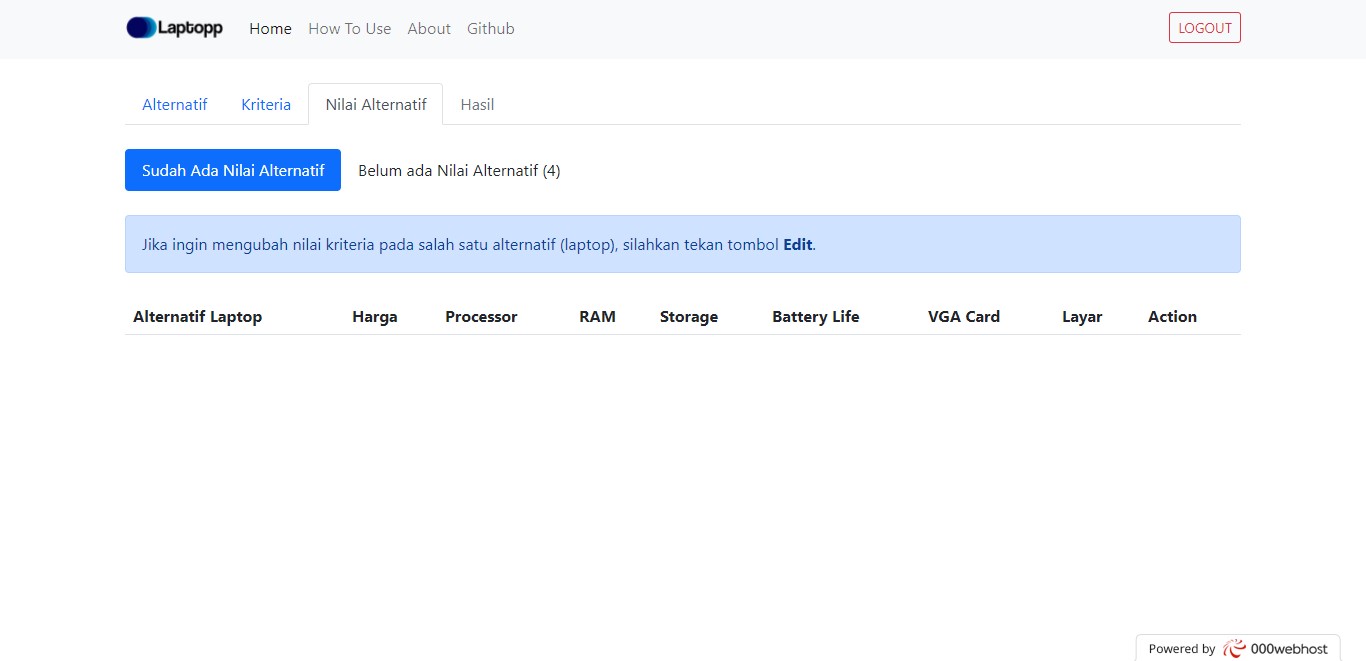 Laptopp Home How To Use About Github LOGOUT
Alternatif Kriteria Nilai Alternatif Hasil
Sudah Ada Nilai Alternatif Belum ada Nilai Alternatif (4)
Jika ingin mengubah nilai kriteria pada salah satu alternatif (laptop), silahkan tekan tombol Edit.
Alternatif Laptop Harga Processor RAM Storage Battery Life VGA Card Layar Action
Powered by 000webhost